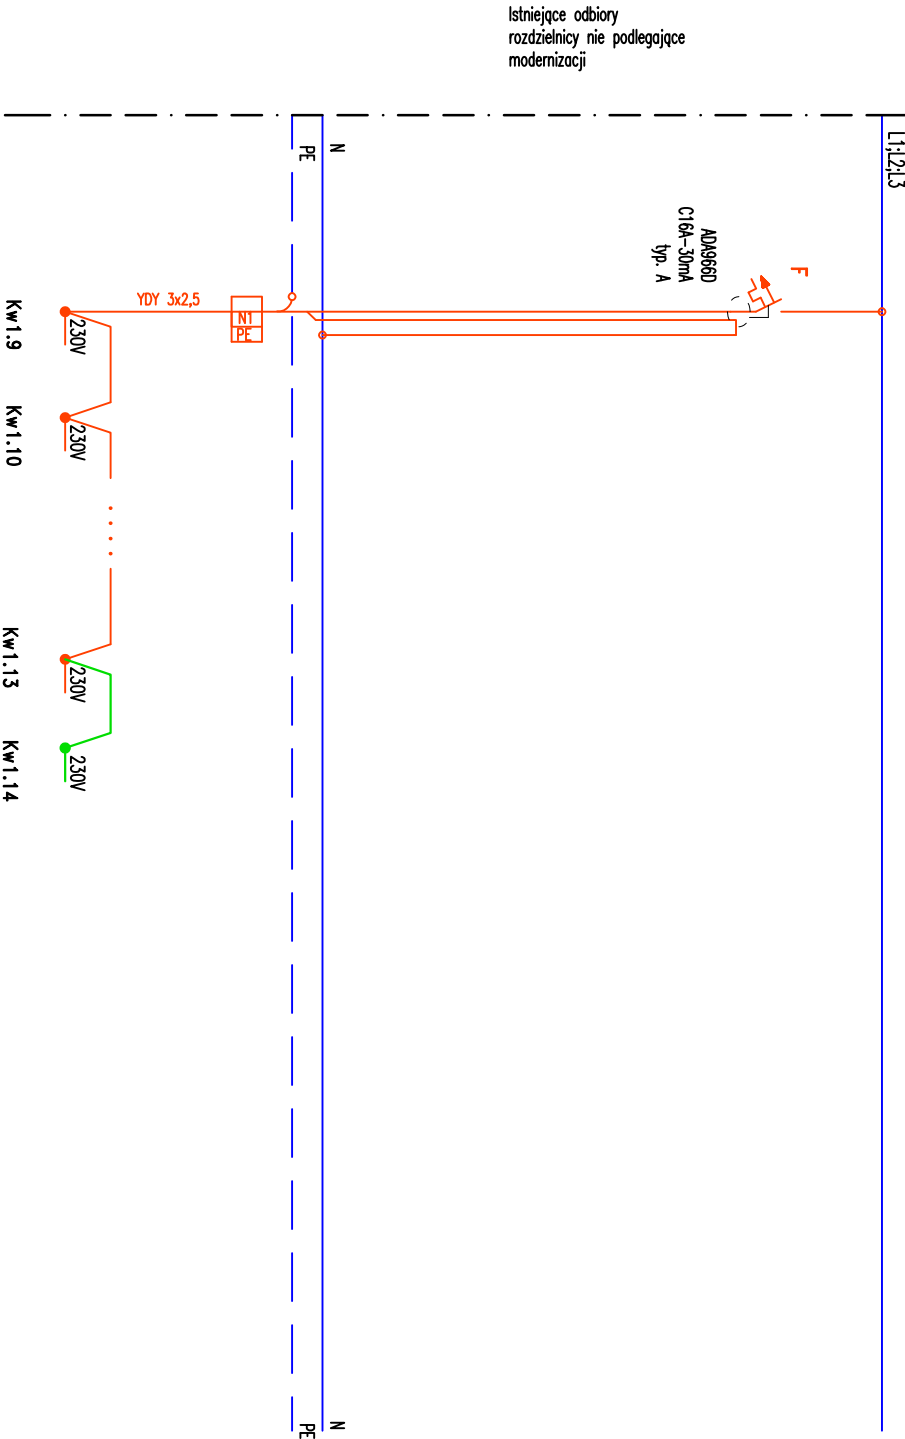 Istniejące odbiory
rozdzielnicy nie podlegające
modernizacji
L1;L2;L3
N
PE
F
ADA966D
C16A-30mA
typ. A
YDY 3x2,5
N1
PE
230V
Kw1.9
230V
Kw1.10
230V
Kw1.13
230V
Kw1.14
N
PE